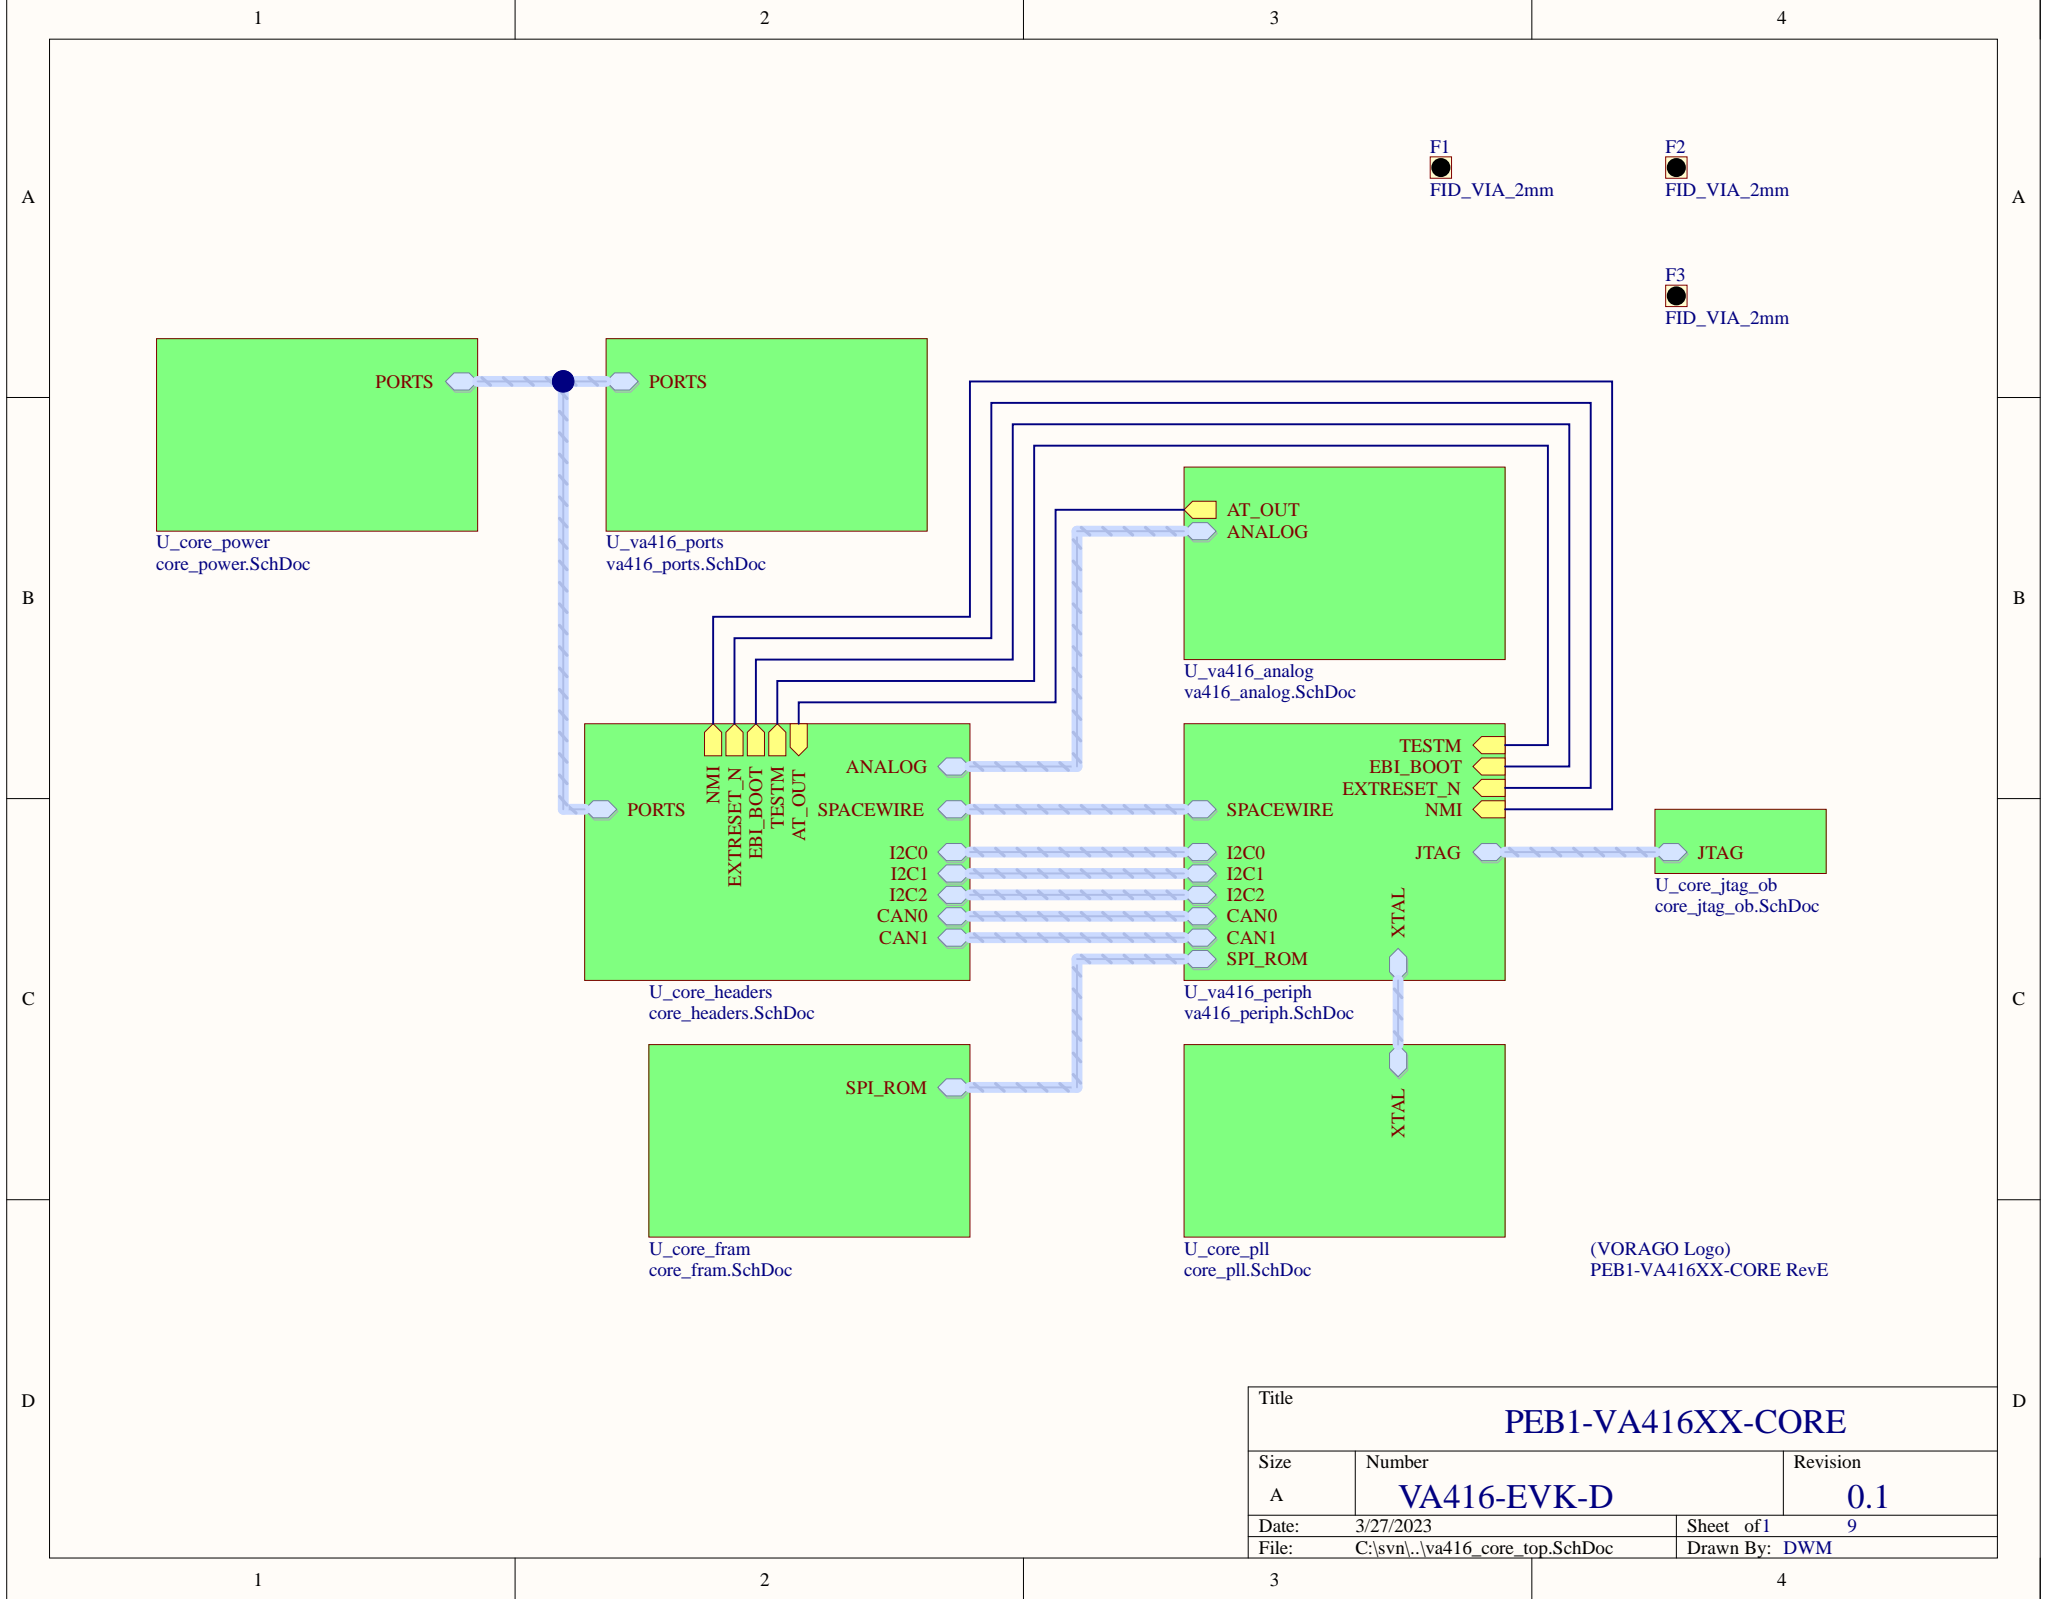 1 2 3 4
A A
F1 F2
FID_VIA_2mm FID_VIA_2mm
F3
FID_VIA_2mm
PORTS PORTS
U_core_power
core_power.SchDoc
U_va416_ports
va416_ports.SchDoc
B B
AT_OUT
ANALOG
U_va416_analog
va416_analog.SchDoc
NMI
EXTRESET_N
EBI_BOOT
TESTM
AT_OUT
PORTS
ANALOG
SPACEWIRE
I2C0
I2C1
I2C2
CAN0
CAN1
U_core_headers
core_headers.SchDoc
TESTM
EBI_BOOT
EXTRESET_N
NMI
SPACEWIRE
I2C0
I2C1
I2C2
CAN0
CAN1
SPI_ROM
JTAG
XTAL
U_va416_periph
va416_periph.SchDoc
JTAG
U_core_jtag_ob
core_jtag_ob.SchDoc
C C
SPI_ROM
U_core_fram
core_fram.SchDoc
XTAL
U_core_pll
core_pll.SchDoc
(VORAGO Logo)
PEB1-VA416XX-CORE RevE
D D
Title
PEB1-VA416XX-CORE
Size Number Revision
A VA416-EVK-D 0.1
Date: 3/27/2023 Sheet of 1 9
File: C:\svn\..\va416_core_top.SchDoc Drawn By: DWM
1 2 3 4